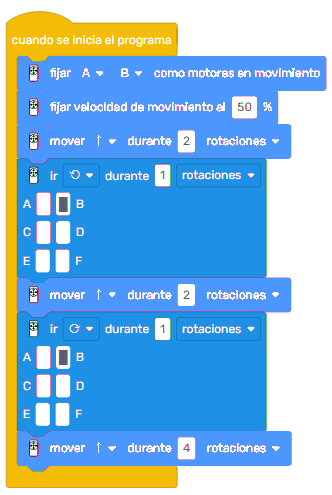 cuando se inicia el programa
fijar A B como motores en movimiento
fijar velocidad de movimiento al 50 %
mover ↑ durante 2 rotaciones
ir durante 1 rotaciones
A B
C D
E F
mover ↑ durante 2 rotaciones
ir durante 1 rotaciones
A B
C D
E F
mover ↑ durante 4 rotaciones